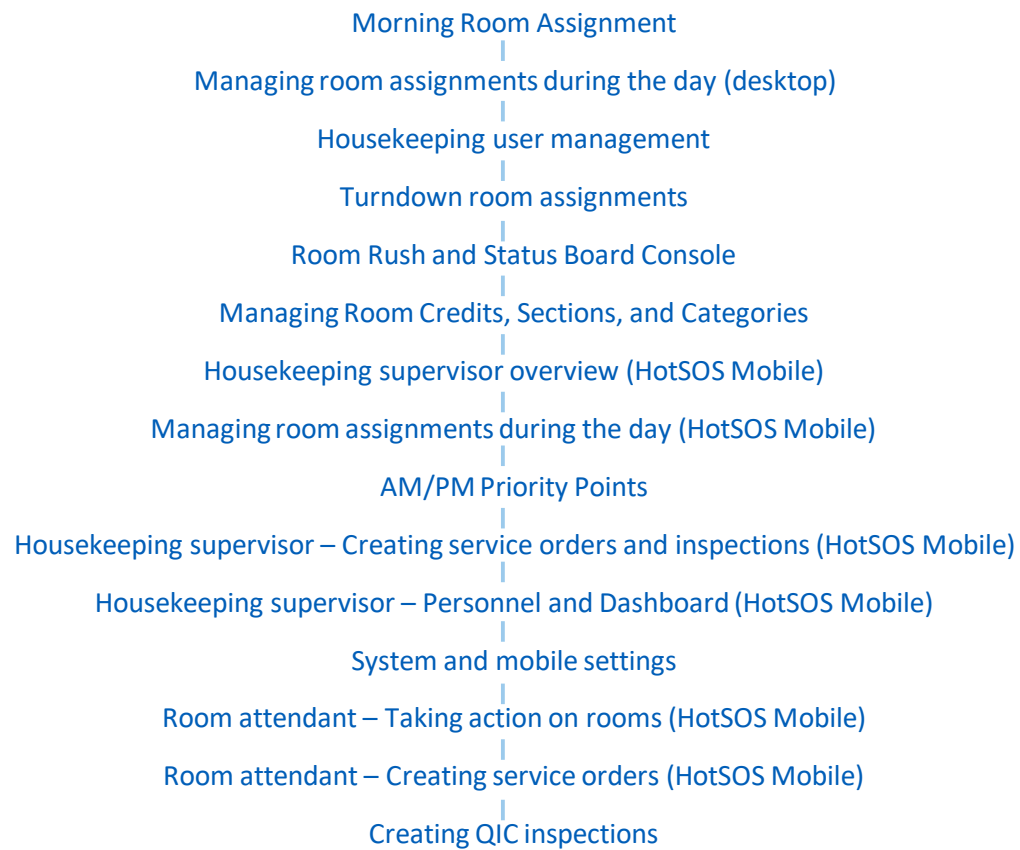 Morning Room Assignment
Managing room assignments during the day (desktop)
Housekeeping user management
Turndown room assignments
Room Rush and Status Board Console
Managing Room Credits, Sections, and Categories
Housekeeping supervisor overview (HotSOS Mobile)
Managing room assignments during the day (HotSOS Mobile)
AM/PM Priority Points
Housekeeping supervisor – Creating service orders and inspections (HotSOS Mobile)
Housekeeping supervisor – Personnel and Dashboard (HotSOS Mobile)
System and mobile settings
Room attendant – Taking action on rooms (HotSOS Mobile)
Room attendant – Creating service orders (HotSOS Mobile)
Creating QIC inspections